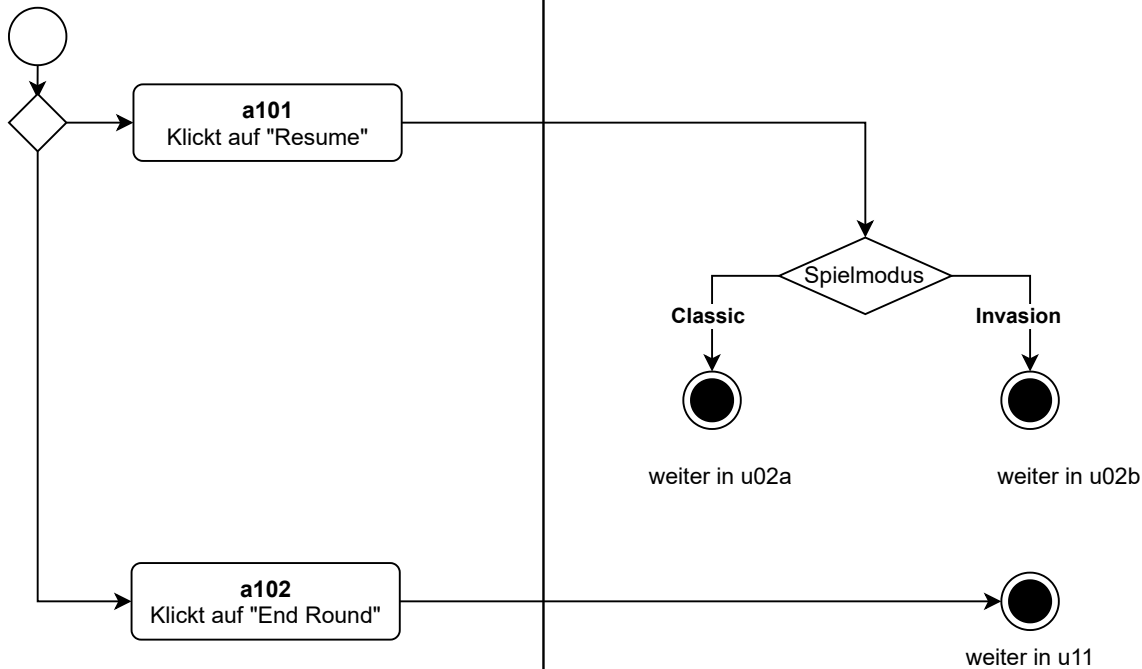 a101
Klickt auf "Resume"
Spielmodus
Classic
Invasion
weiter in u02a
weiter in u02b
a102
Klickt auf "End Round"
weiter in u11